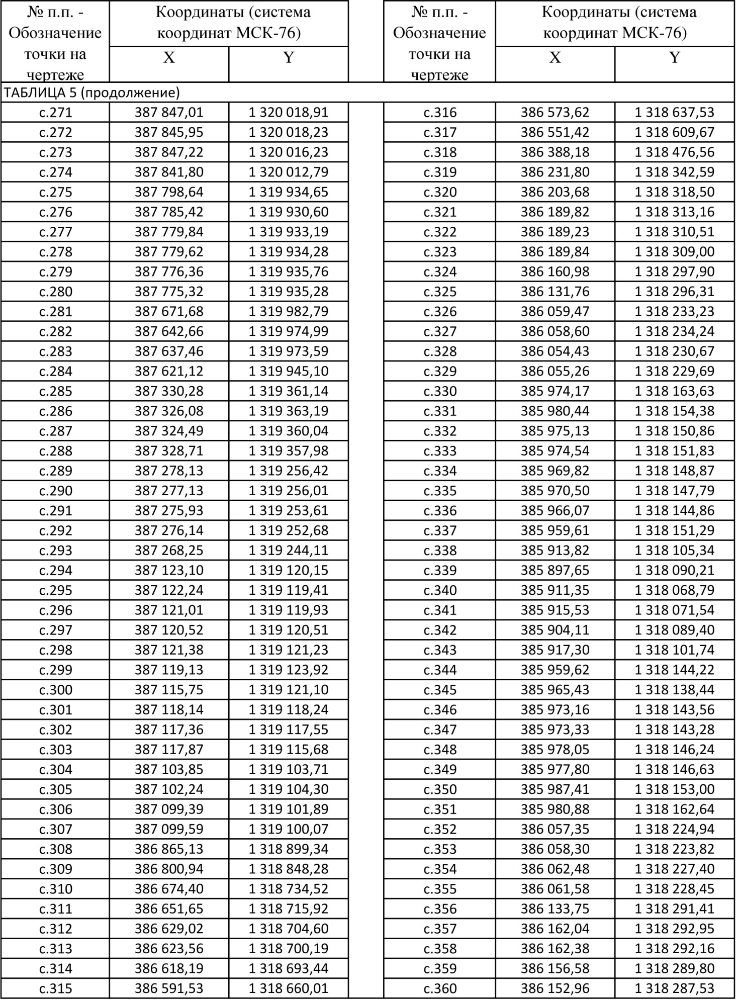 № п.п. - Обозначение точки на чертеже Координаты (система координат МСК-76) № п.п. - Обозначение точки на чертеже Координаты (система координат МСК-76)
X Y X Y
ТАБЛИЦА 5 (продолжение)
с.271 387 847,01 1 320 018,91 с.316 386 573,62 1 318 637,53
с.272 387 845,95 1 320 018,23 с.317 386 551,42 1 318 609,67
с.273 387 847,22 1 320 016,23 с.318 386 388,18 1 318 476,56
с.274 387 841,80 1 320 012,79 с.319 386 231,80 1 318 342,59
с.275 387 798,64 1 319 934,65 с.320 386 203,68 1 318 318,50
с.276 387 785,42 1 319 930,60 с.321 386 189,82 1 318 313,16
с.277 387 779,84 1 319 933,19 с.322 386 189,23 1 318 310,51
с.278 387 779,62 1 319 934,28 с.323 386 189,84 1 318 309,00
с.279 387 776,36 1 319 935,76 с.324 386 160,98 1 318 297,90
с.280 387 775,32 1 319 935,28 с.325 386 131,76 1 318 296,31
с.281 387 671,68 1 319 982,79 с.326 386 059,47 1 318 233,23
с.282 387 642,66 1 319 974,99 с.327 386 058,60 1 318 234,24
с.283 387 637,46 1 319 973,59 с.328 386 054,43 1 318 230,67
с.284 387 621,12 1 319 945,10 с.329 386 055,26 1 318 229,69
с.285 387 330,28 1 319 361,14 с.330 385 974,17 1 318 163,63
с.286 387 326,08 1 319 363,19 с.331 385 980,44 1 318 154,38
с.287 387 324,49 1 319 360,04 с.332 385 975,13 1 318 150,86
с.288 387 328,71 1 319 357,98 с.333 385 974,54 1 318 151,83
с.289 387 278,13 1 319 256,42 с.334 385 969,82 1 318 148,87
с.290 387 277,13 1 319 256,01 с.335 385 970,50 1 318 147,79
с.291 387 275,93 1 319 253,61 с.336 385 966,07 1 318 144,86
с.292 387 276,14 1 319 252,68 с.337 385 959,61 1 318 151,29
с.293 387 268,25 1 319 244,11 с.338 385 913,82 1 318 105,34
с.294 387 123,10 1 319 120,15 с.339 385 897,65 1 318 090,21
с.295 387 122,24 1 319 119,41 с.340 385 911,35 1 318 068,79
с.296 387 121,01 1 319 119,93 с.341 385 915,53 1 318 071,54
с.297 387 120,52 1 319 120,51 с.342 385 904,11 1 318 089,40
с.298 387 121,38 1 319 121,23 с.343 385 917,30 1 318 101,74
с.299 387 119,13 1 319 123,92 с.344 385 959,62 1 318 144,22
с.300 387 115,75 1 319 121,10 с.345 385 965,43 1 318 138,44
с.301 387 118,14 1 319 118,24 с.346 385 973,16 1 318 143,56
с.302 387 117,36 1 319 117,55 с.347 385 973,33 1 318 143,28
с.303 387 117,87 1 319 115,68 с.348 385 978,05 1 318 146,24
с.304 387 103,85 1 319 103,71 с.349 385 977,80 1 318 146,63
с.305 387 102,24 1 319 104,30 с.350 385 987,41 1 318 153,00
с.306 387 099,39 1 319 101,89 с.351 385 980,88 1 318 162,64
с.307 387 099,59 1 319 100,07 с.352 386 057,35 1 318 224,94
с.308 386 865,13 1 318 899,34 с.353 386 058,30 1 318 223,82
с.309 386 800,94 1 318 848,28 с.354 386 062,48 1 318 227,40
с.310 386 674,40 1 318 734,52 с.355 386 061,58 1 318 228,45
с.311 386 651,65 1 318 715,92 с.356 386 133,75 1 318 291,41
с.312 386 629,02 1 318 704,60 с.357 386 162,04 1 318 292,95
с.313 386 623,56 1 318 700,19 с.358 386 162,38 1 318 292,16
с.314 386 618,19 1 318 693,44 с.359 386 156,58 1 318 289,80
с.315 386 591,53 1 318 660,01 с.360 386 152,96 1 318 287,53